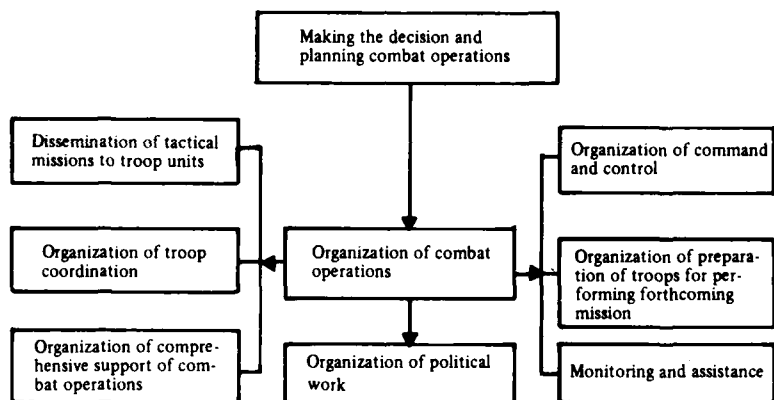 Making the decision and
planning combat operations
Dissemination of tactical
missions to troop units
Organization of command
and control
Organization of troop
coordination
Organization of combat
operations
Organization of prepara-
tion of troops for per-
forming forthcoming
mission
Organization of compre-
hensive support of com-
bat operations
Organization of political
work
Monitoring and assistance